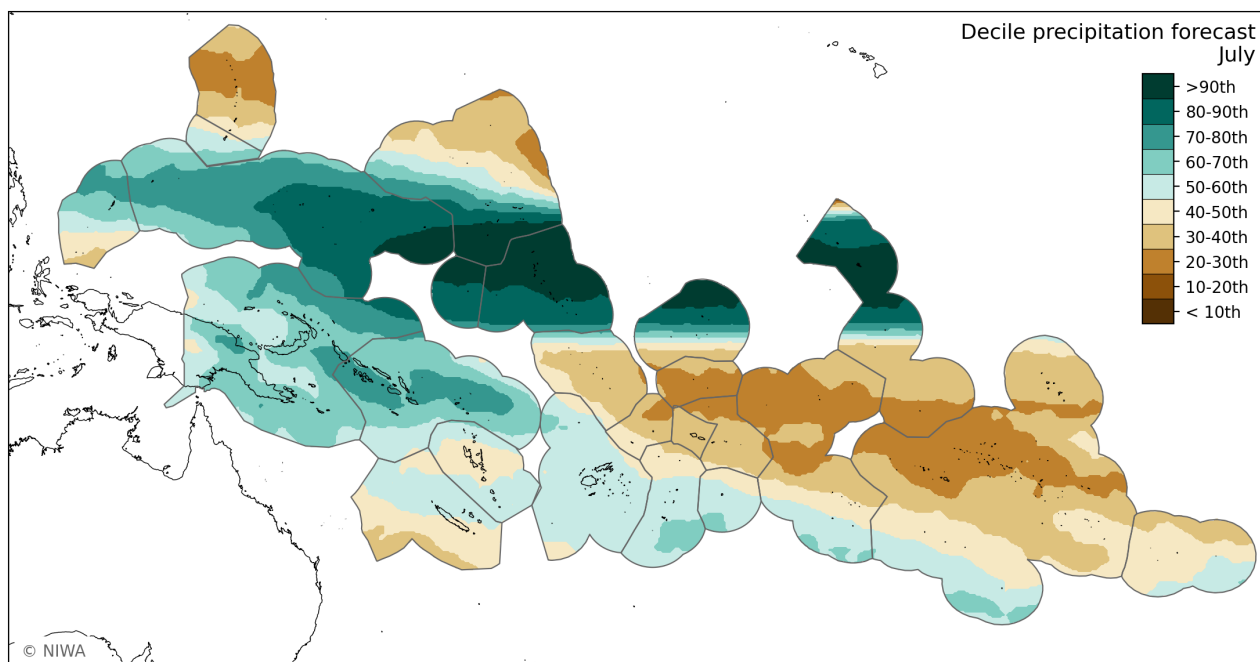 Decile precipitation forecast
July
>90th
80-90th
70-80th
60-70th
50-60th
40-50th
30-40th
20-30th
10-20th
< 10th
© NIWA